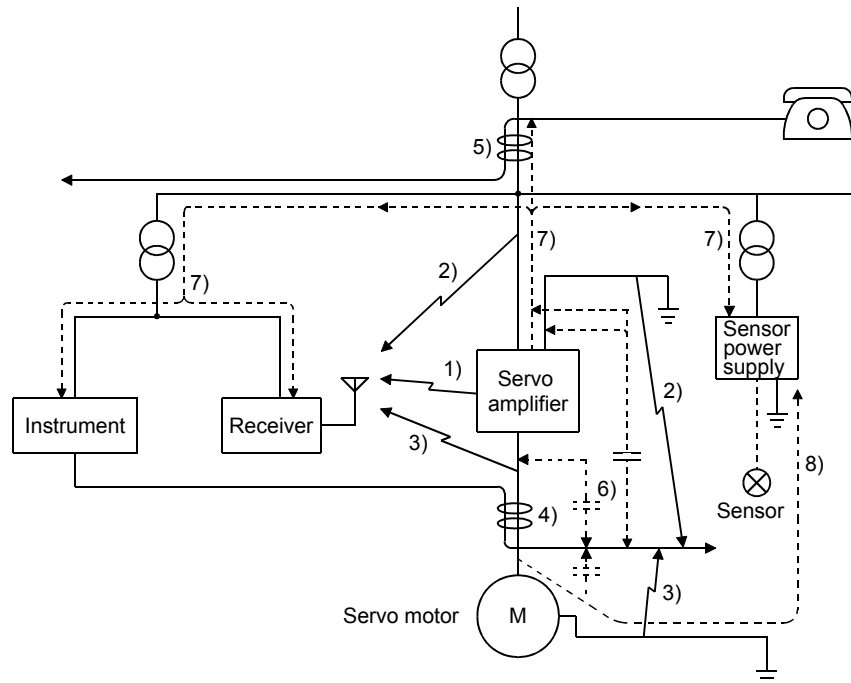 5)
7)
7)
2)
7)
Sensor
power
supply
1)
Servo
amplifier
2)
Instrument
Receiver
3)
8)
6)
Sensor
4)
3)
Servo motor
M